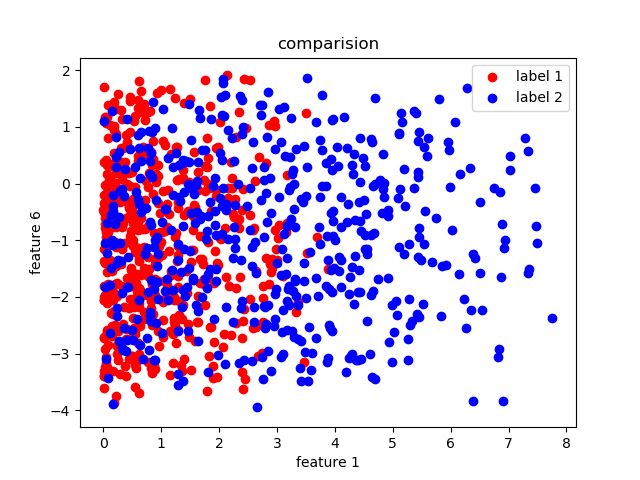 comparision
label 1
label 2
2
1
0
−1
−2
−3
−4
feature 6
0 1 2 3 4 5 6 7 8
feature 1